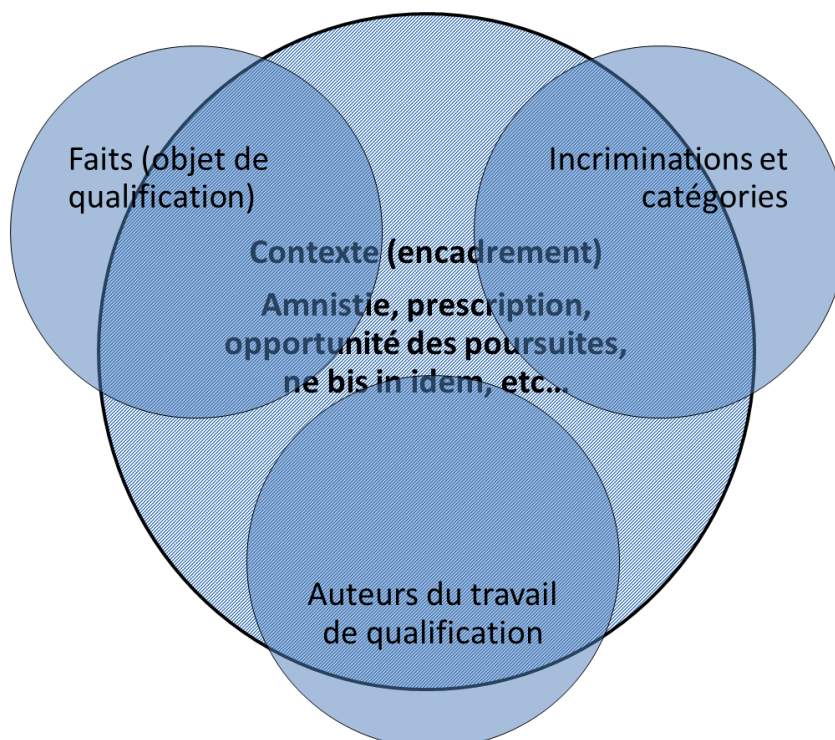 Faits (objet de
qualification)
Incriminations et
catégories
Contexte (encadrement)
Amnistie, prescription,
opportunité des poursuites,
ne bis in idem, etc…
Auteurs du travail
de qualification